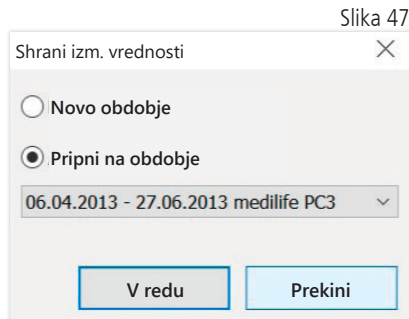 Slika 47
Shrani izm. vrednosti
Novo obdobje
Pripni na obdobje
06.04.2013 - 27.06.2013 medilife PC3
V redu
Prekini